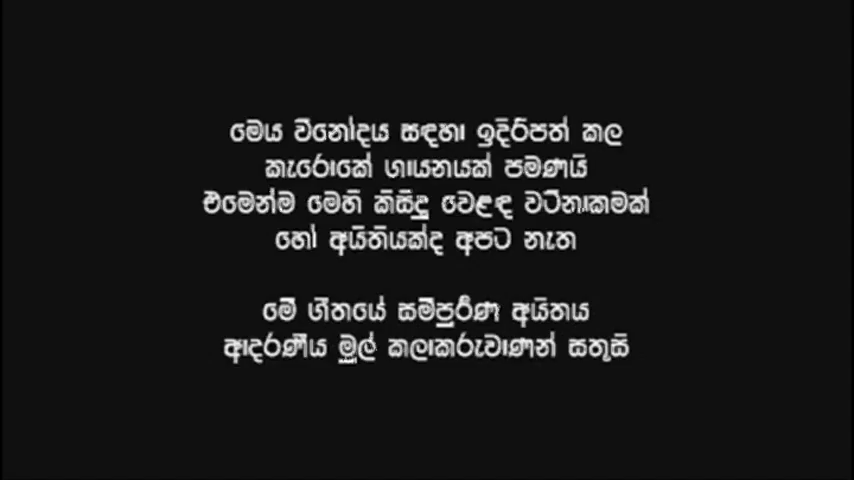 මෙය විනෝදය සඳහා ඉදිරිපත් කල
කැරොකේ ගායනයක් පමණයි
එමෙන්ම මෙහි කිසිදු වෙළඳ වටිනාකමක්
හෝ අයිතියක්ද අපට නැත
මේ ගීතයේ සම්පුර්ණ අයිතය
ආදරණීය මුල් කලාකරුවාණන් සතුසි